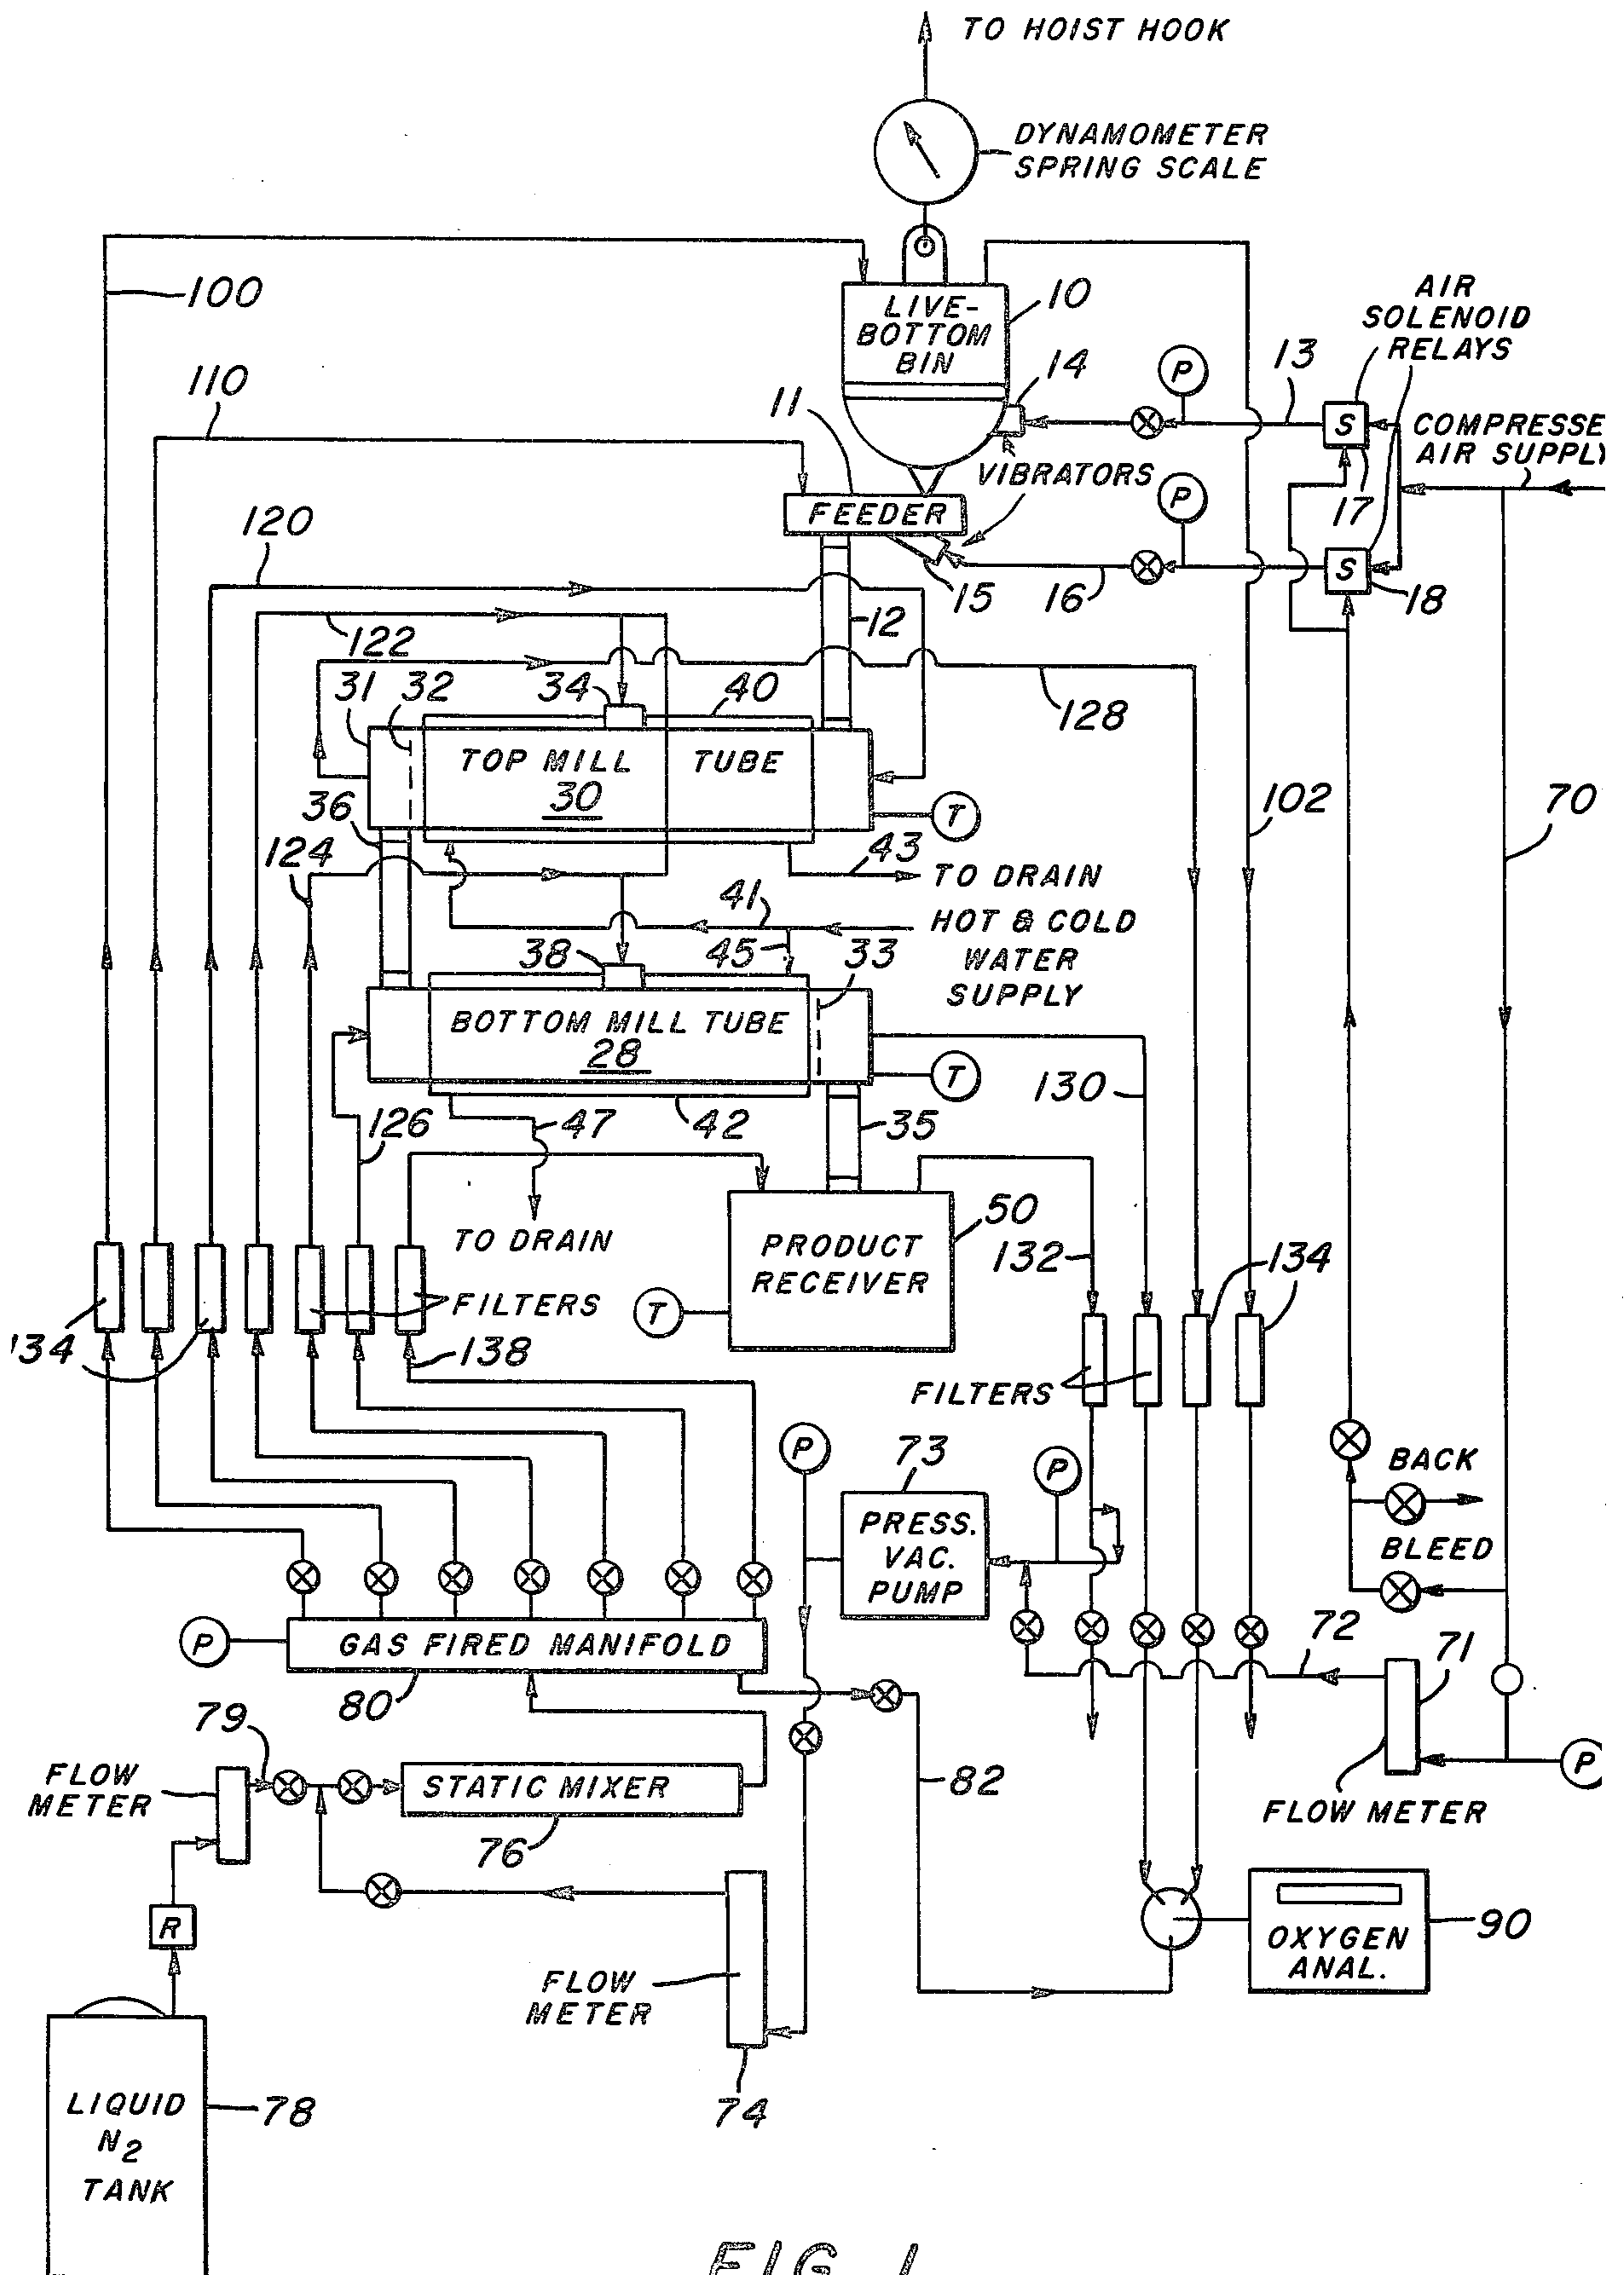 TO HOIST HOOK
DYNAMOMETER
SPRING SCALE
100
LIVE-
BOTTOM
BIN
10
AIR
SOLENOID
RELAYS
110
11
14
P
13
S
COMPRESSE
AIR SUPPLY
VIBRATORS
17
FEEDER
P
120
15
16
S
18
12
122
31
32
34
40
128
TOP MILL TUBE
30
T
36
102
70
124
43
TO DRAIN
41
HOT & COLD
WATER
SUPPLY
38
45
33
BOTTOM MILL TUBE
28
T
130
126
47
42
35
TO DRAIN
50
PRODUCT
RECEIVER
132
134
FILTERS
T
134
138
FILTERS
P
73
P
BACK
PRESS.
VAC.
PUMP
BLEED
P
GAS FIRED MANIFOLD
80
72
71
79
FLOW
METER
STATIC MIXER
76
82
P
FLOW METER
R
FLOW
METER
OXYGEN
ANAL.
90
74
LIQUID
N2
TANK
78
FIG. 1